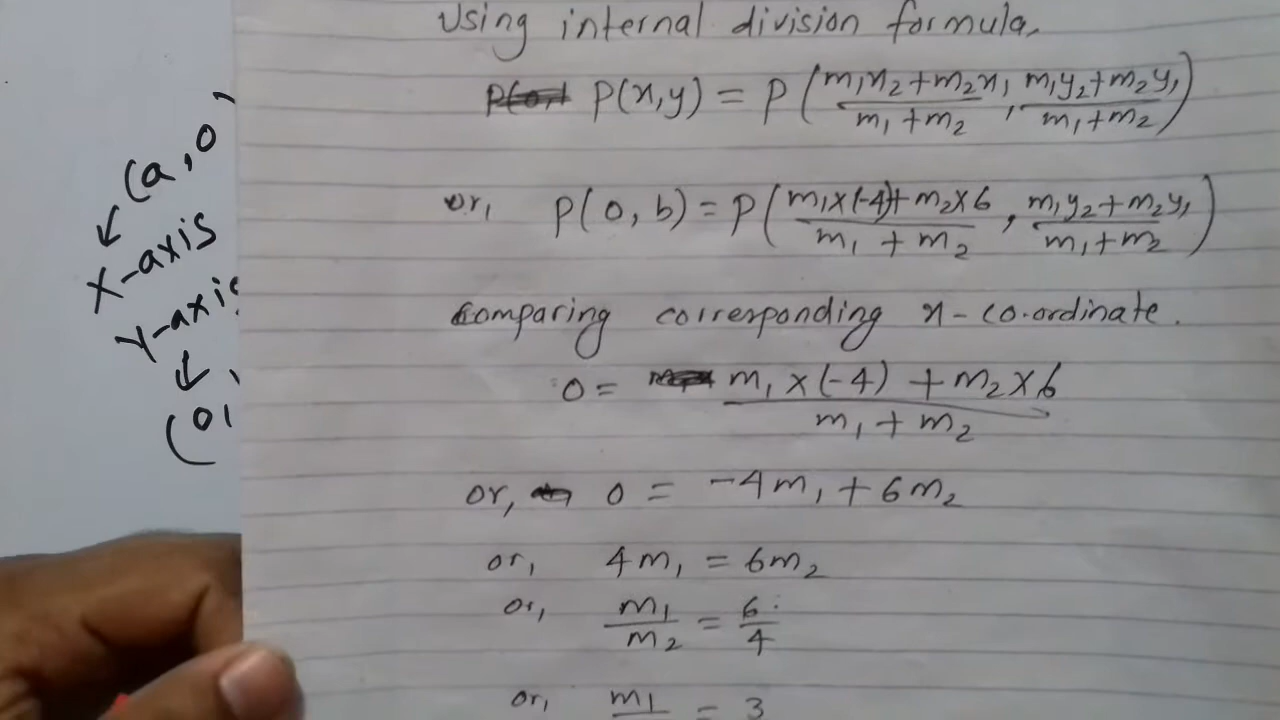 Using internal division formula,
P(x,y) = P(m₁x₂+m₂x₁/m₁+m₂, m₁y₂+m₂y₁/m₁+m₂)
or, P(0,b) = P(m₁×(-4)+m₂×6/m₁+m₂, m₁y₂+m₂y₁/m₁+m₂)
comparing corresponding x-co-ordinate.
0 = m₁×(-4)+m₂×6/m₁+m₂
or, 0 = -4m₁+6m₂
or, 4m₁ = 6m₂
or, m₁/m₂ = 6/4
or, m₁/ = 3
(a,0
↓
X-axis
Y-axis
↓
(0,